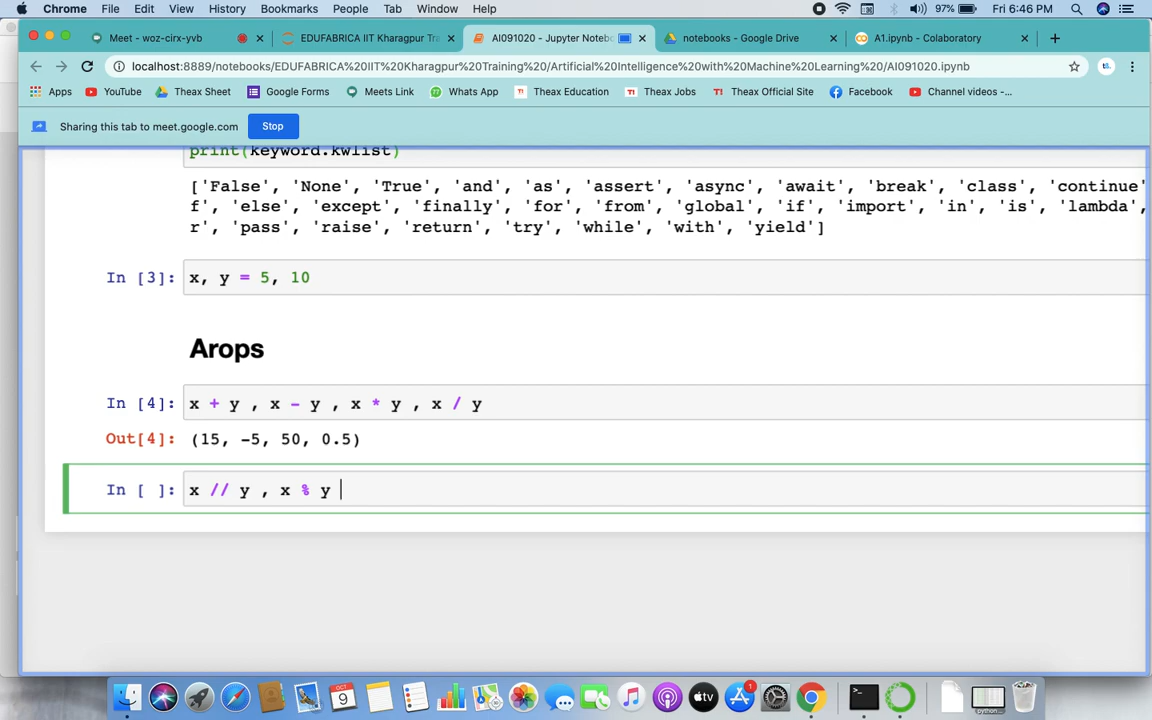 Chrome File Edit View History Bookmarks People Tab Window Help 97% Fri 6:46 PM
Meet - woz-cirx-yvb EDUFABRICA IIT Kharagpur Tra AI091020 - Jupyter Notebo notebooks - Google Drive A1.ipynb - Colaboratory
localhost:8889/notebooks/EDUFABRICA%20IIT%20Kharagpur%20Training%20/Artificial%20Intelligence%20with%20Machine%20Learning%20/AI091020.ipynb
Apps YouTube Theax Sheet Google Forms Meets Link Whats App Theax Education Theax Jobs Theax Official Site Facebook Channel videos -...
Sharing this tab to meet.google.com Stop
print(keyword.kwlist)
['False', 'None', 'True', 'and', 'as', 'assert', 'async', 'await', 'break', 'class', 'continue'
f', 'else', 'except', 'finally', 'for', 'from', 'global', 'if', 'import', 'in', 'is', 'lambda',
r', 'pass', 'raise', 'return', 'try', 'while', 'with', 'yield']
In [3]: x, y = 5, 10
Arops
In [4]: x + y , x - y , x * y , x / y
Out[4]: (15, -5, 50, 0.5)
In [ ]: x // y , x % y